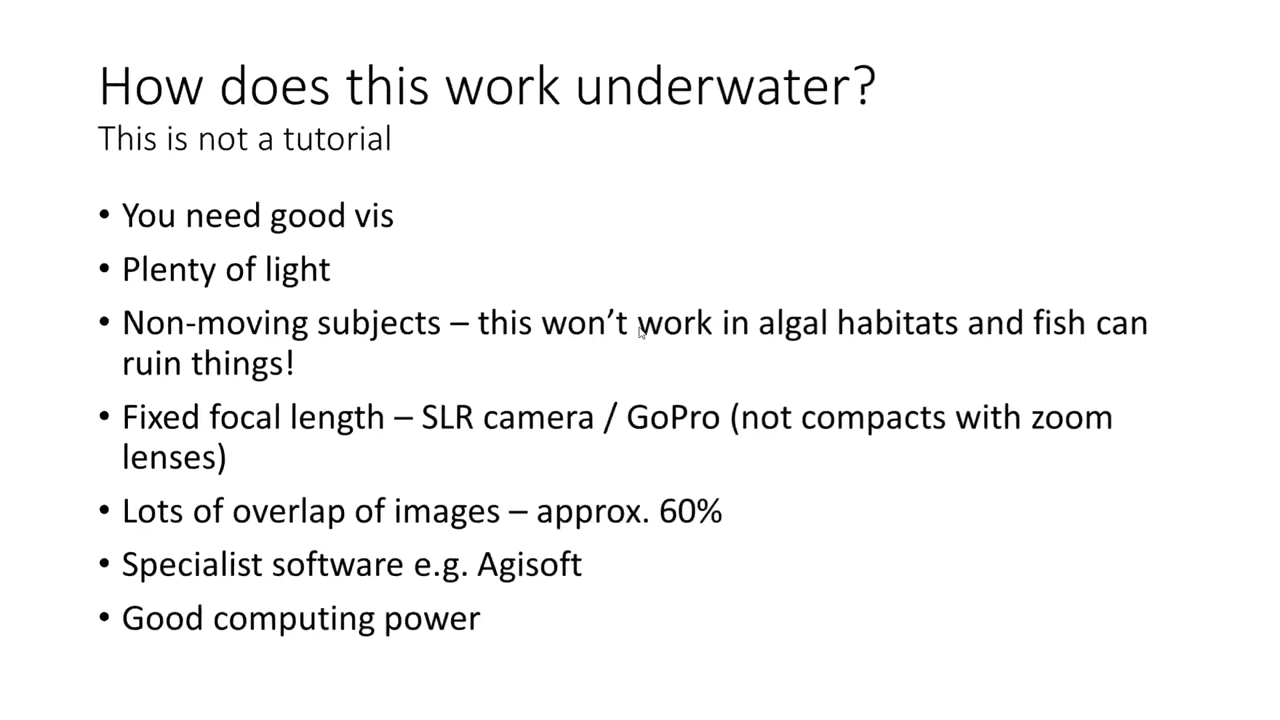 How does this work underwater?
This is not a tutorial
• You need good vis
• Plenty of light
• Non-moving subjects – this won’t work in algal habitats and fish can
ruin things!
• Fixed focal length – SLR camera / GoPro (not compacts with zoom
lenses)
• Lots of overlap of images – approx. 60%
• Specialist software e.g. Agisoft
• Good computing power